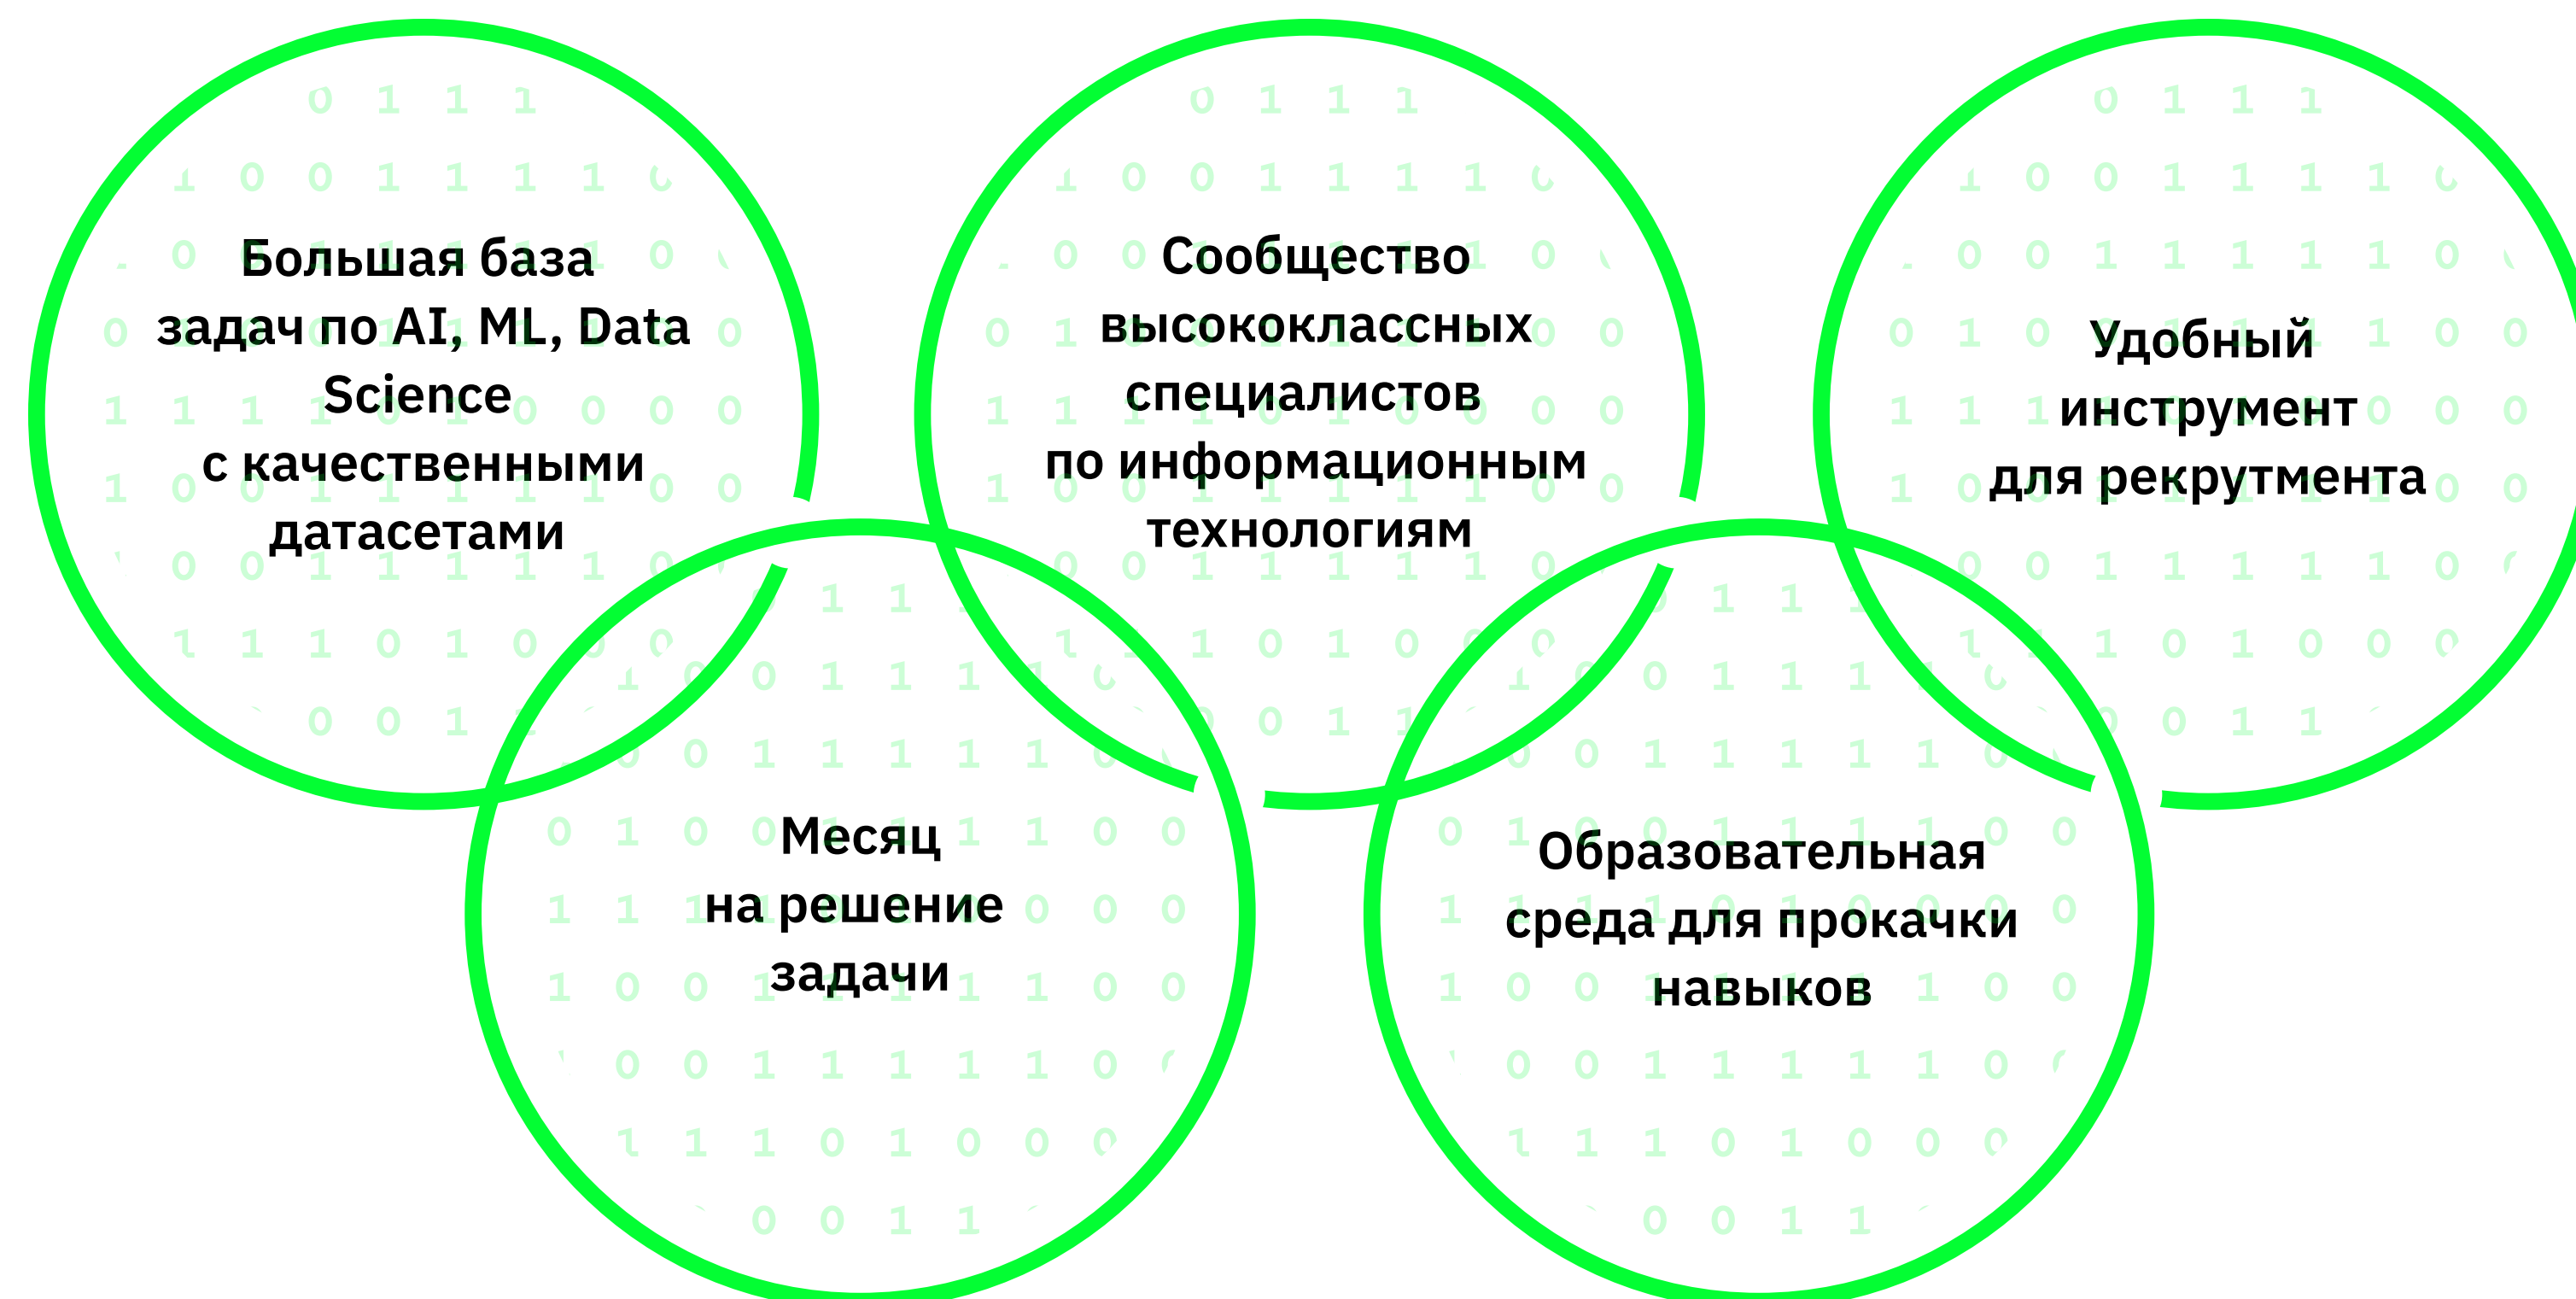 Большая база
задач по AI, ML, Data
Science
с качественными
датасетами
Сообщество
высококлассных
специалистов
по информационным
технологиям
Удобный
инструмент
для рекрутмента
Месяц
на решение
задачи
Образовательная
среда для прокачки
навыков